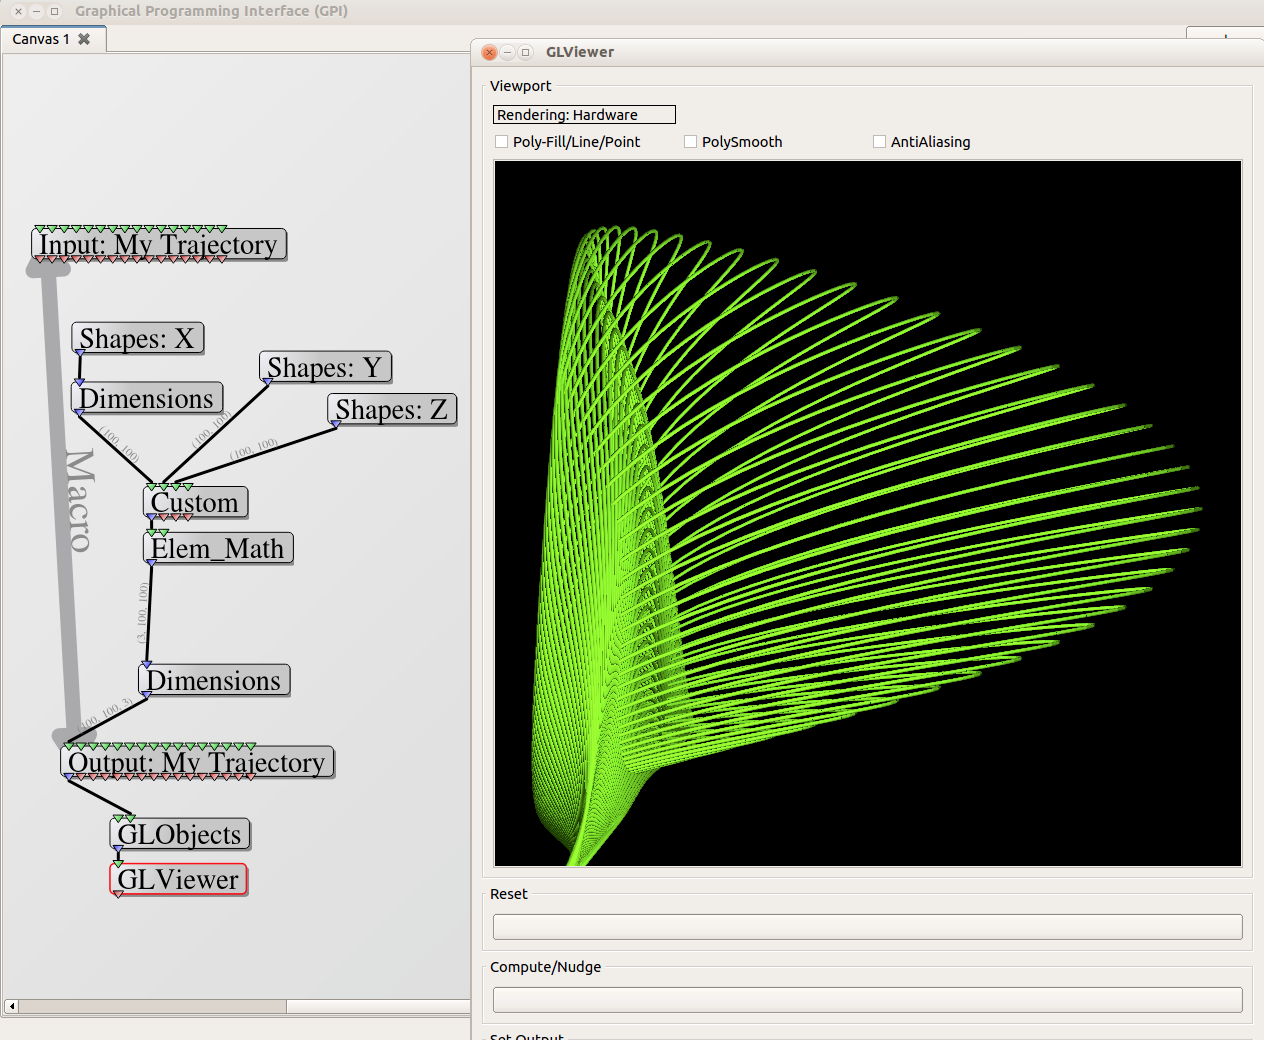 Graphical Programming Interface (GPI)
Canvas 1
GLViewer
Viewport
Rendering: Hardware
Poly-Fill/Line/Point
PolySmooth
AntiAliasing
Input: My Trajectory
Shapes: X
Shapes: Y
Dimensions
Shapes: Z
(100, 100)
(100, 100)
(100, 100)
Macro
Custom
Elem_Math
(3, 100, 100)
Dimensions
(100, 100, 3)
Output: My Trajectory
GLObjects
GLViewer
Reset
Compute/Nudge
Set Output